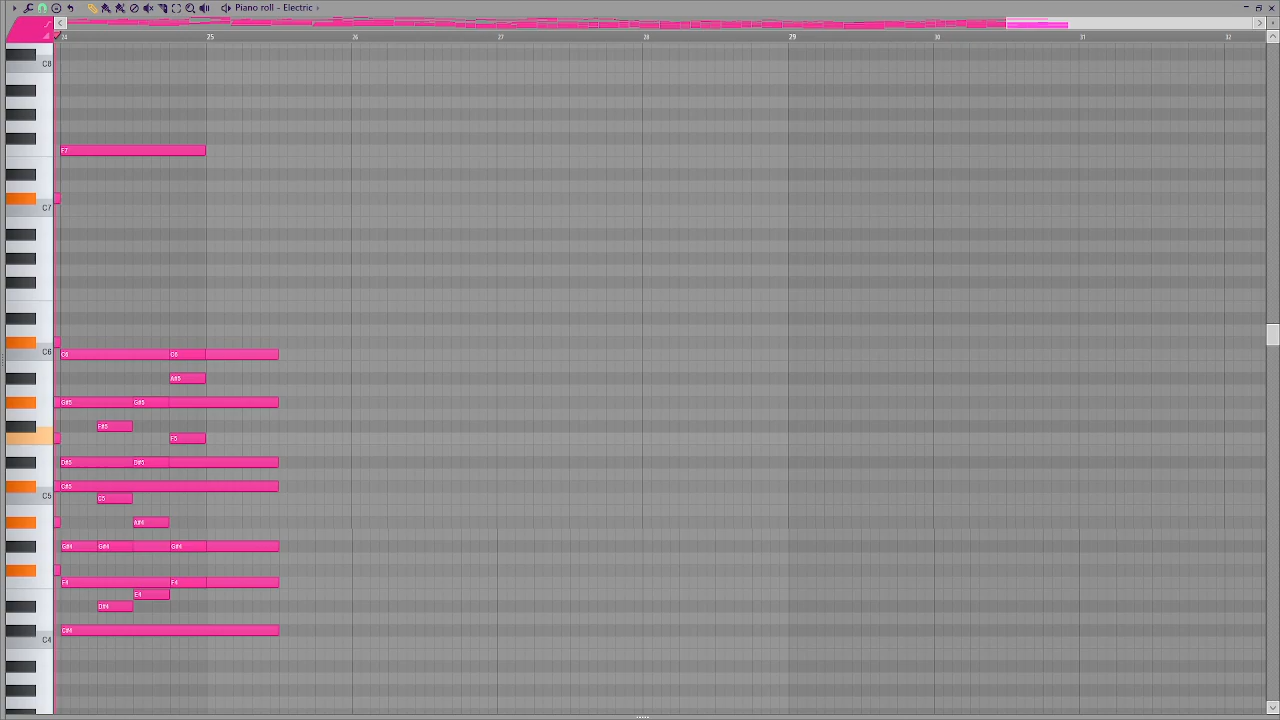 Piano roll - Electric
24 25 26 27 28 29 30 31 32
C8
F7
C7
C6 C6 C6
A#5
G#5 G#5
F#5
F5
D#5 D#5
C#5
C5 C5
A#4
G#4 G#4 G#4
F4 F4
E4
D#4
C#4
C4